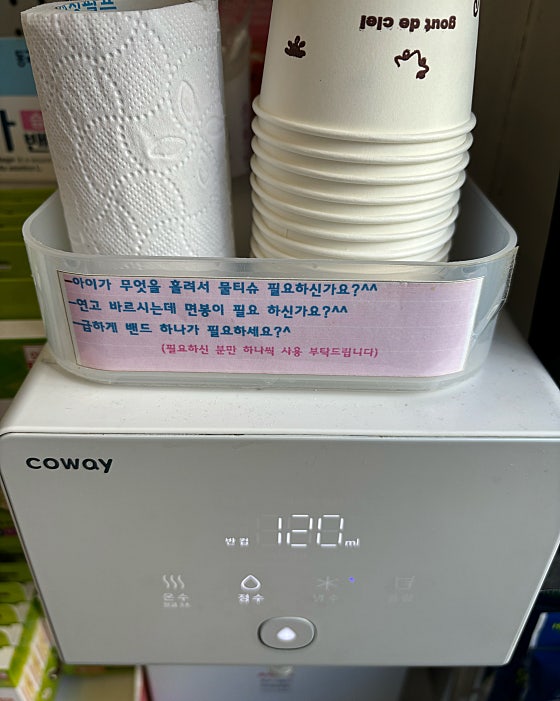 gout de ciel
-아이가 무엇을 흘려서 물티슈 필요하신가요?^^
-연고 바르시는데 면봉이 필요 하신가요?^^
-급하게 밴드 하나가 필요하세요?^
(필요하신 분만 하나씩 사용 부탁드립니다)
coway
반컵 120 ml
온수 정수 냉수 용량